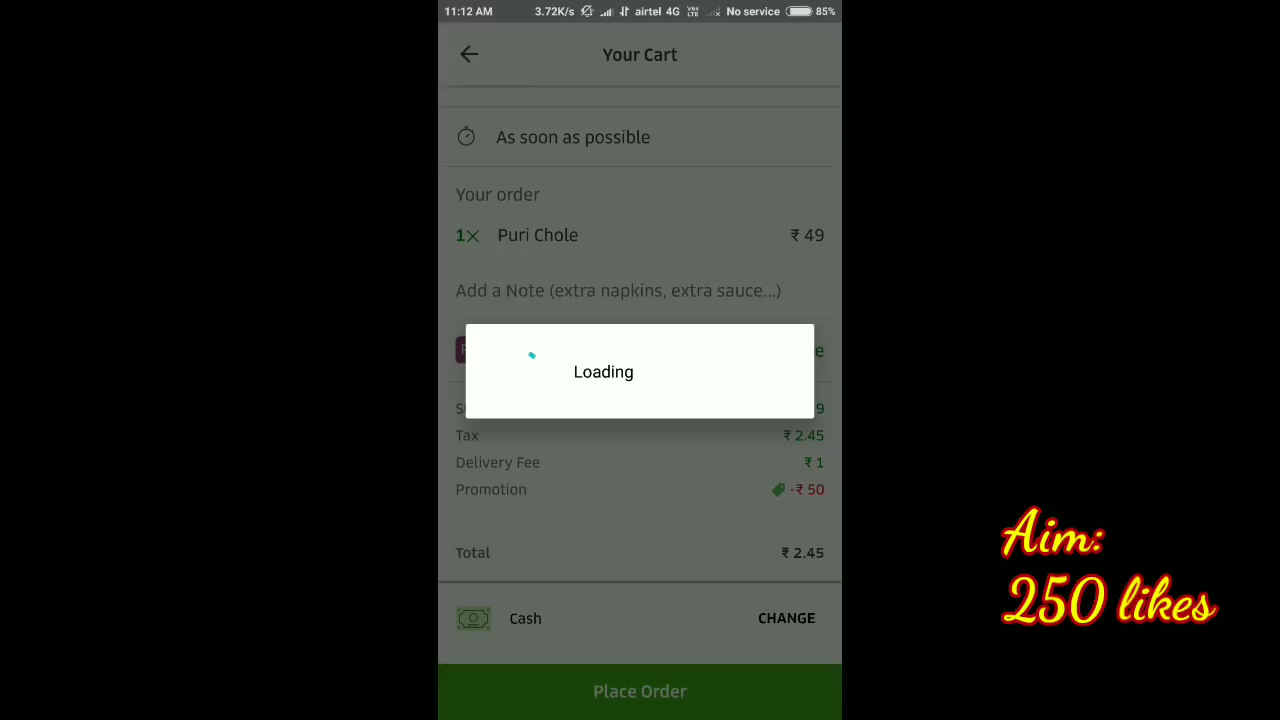 11:12 AM 3.72K/s airtel 4G VoLTE No service 85%
Your Cart
As soon as possible
Your order
1× Puri Chole ₹ 49
Add a Note (extra napkins, extra sauce...)
Loading
Tax ₹ 2.45
Delivery Fee ₹ 1
Promotion -₹ 50
Total ₹ 2.45
Cash CHANGE
Place Order
Aim:
250 likes